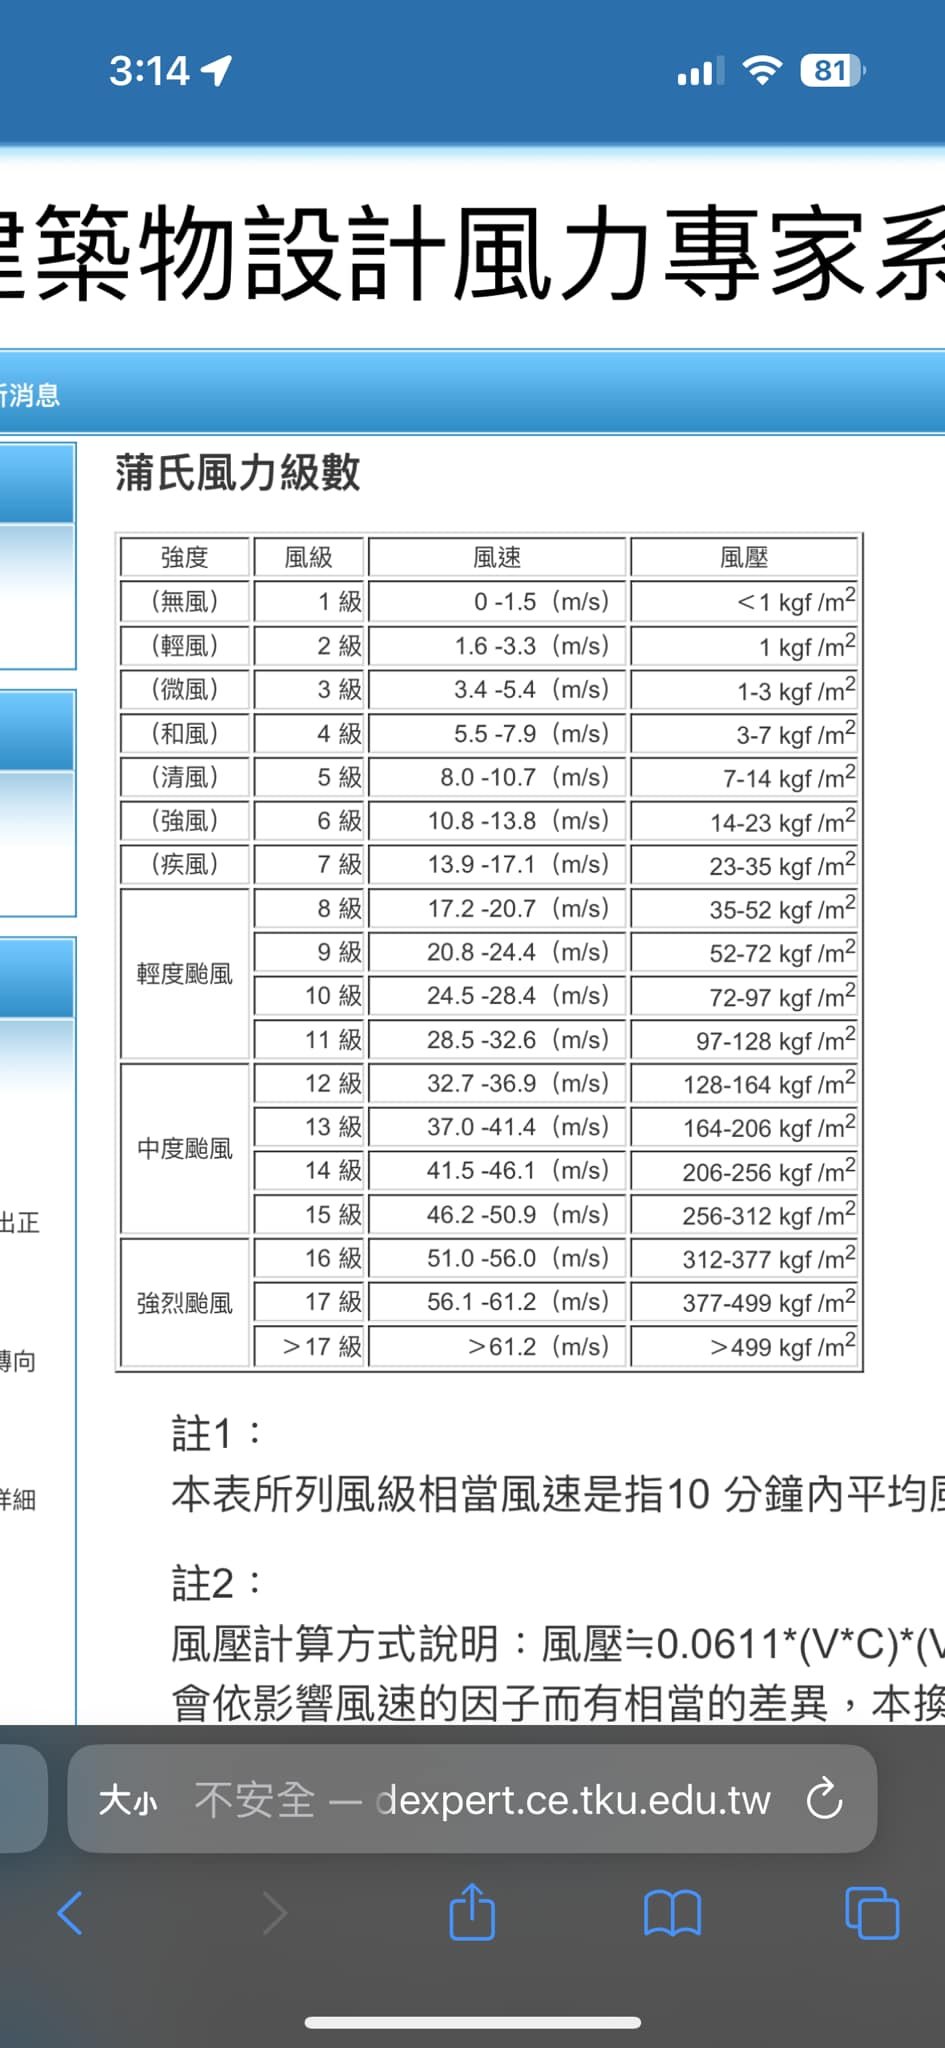 3:14
81
建築物設計風力專家系
新消息
蒲氏風力級數
強度 風級 風速 風壓
(無風) 1 級 0 -1.5 (m/s) <1 kgf /m²
(輕風) 2 級 1.6 -3.3 (m/s) 1 kgf /m²
(微風) 3 級 3.4 -5.4 (m/s) 1-3 kgf /m²
(和風) 4 級 5.5 -7.9 (m/s) 3-7 kgf /m²
(清風) 5 級 8.0 -10.7 (m/s) 7-14 kgf /m²
(強風) 6 級 10.8 -13.8 (m/s) 14-23 kgf /m²
(疾風) 7 級 13.9 -17.1 (m/s) 23-35 kgf /m²
輕度颱風 8 級 17.2 -20.7 (m/s) 35-52 kgf /m²
9 級 20.8 -24.4 (m/s) 52-72 kgf /m²
10 級 24.5 -28.4 (m/s) 72-97 kgf /m²
11 級 28.5 -32.6 (m/s) 97-128 kgf /m²
中度颱風 12 級 32.7 -36.9 (m/s) 128-164 kgf /m²
13 級 37.0 -41.4 (m/s) 164-206 kgf /m²
14 級 41.5 -46.1 (m/s) 206-256 kgf /m²
15 級 46.2 -50.9 (m/s) 256-312 kgf /m²
強烈颱風 16 級 51.0 -56.0 (m/s) 312-377 kgf /m²
17 級 56.1 -61.2 (m/s) 377-499 kgf /m²
>17 級 >61.2 (m/s) >499 kgf /m²
出正
轉向
詳細
註1：
本表所列風級相當風速是指10 分鐘內平均風
註2：
風壓計算方式說明：風壓≒0.0611*(V*C)*(V
會依影響風速的因子而有相當的差異，本換
大小 不安全 — dexpert.ce.tku.edu.tw